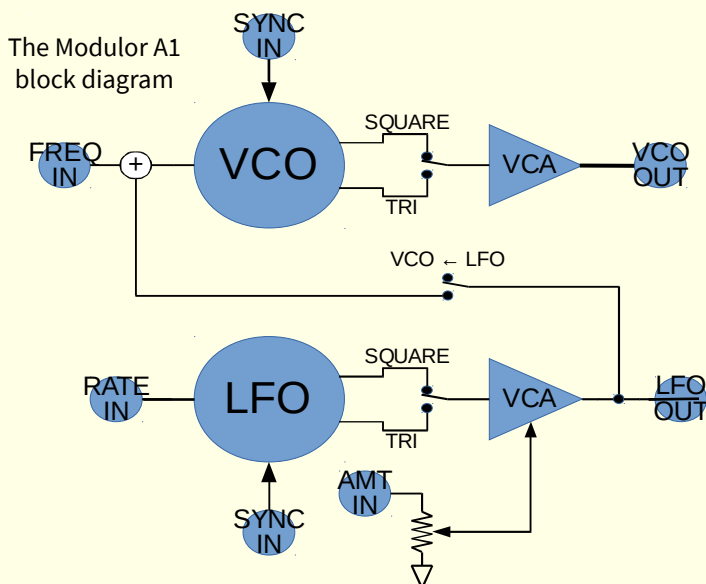 The Modulor A1
block diagram
SYNC
IN
FREQ
IN
+
VCO
SQUARE
TRI
VCA
VCO
OUT
VCO ← LFO
RATE
IN
LFO
SQUARE
TRI
VCA
LFO
OUT
AMT
IN
SYNC
IN